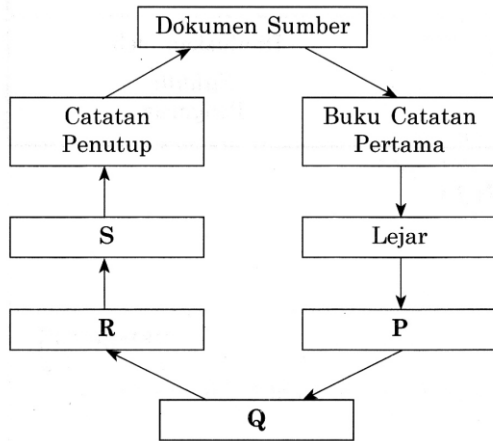 Dokumen Sumber
Catatan
Penutup
Buku Catatan
Pertama
S
Lejar
R
P
Q